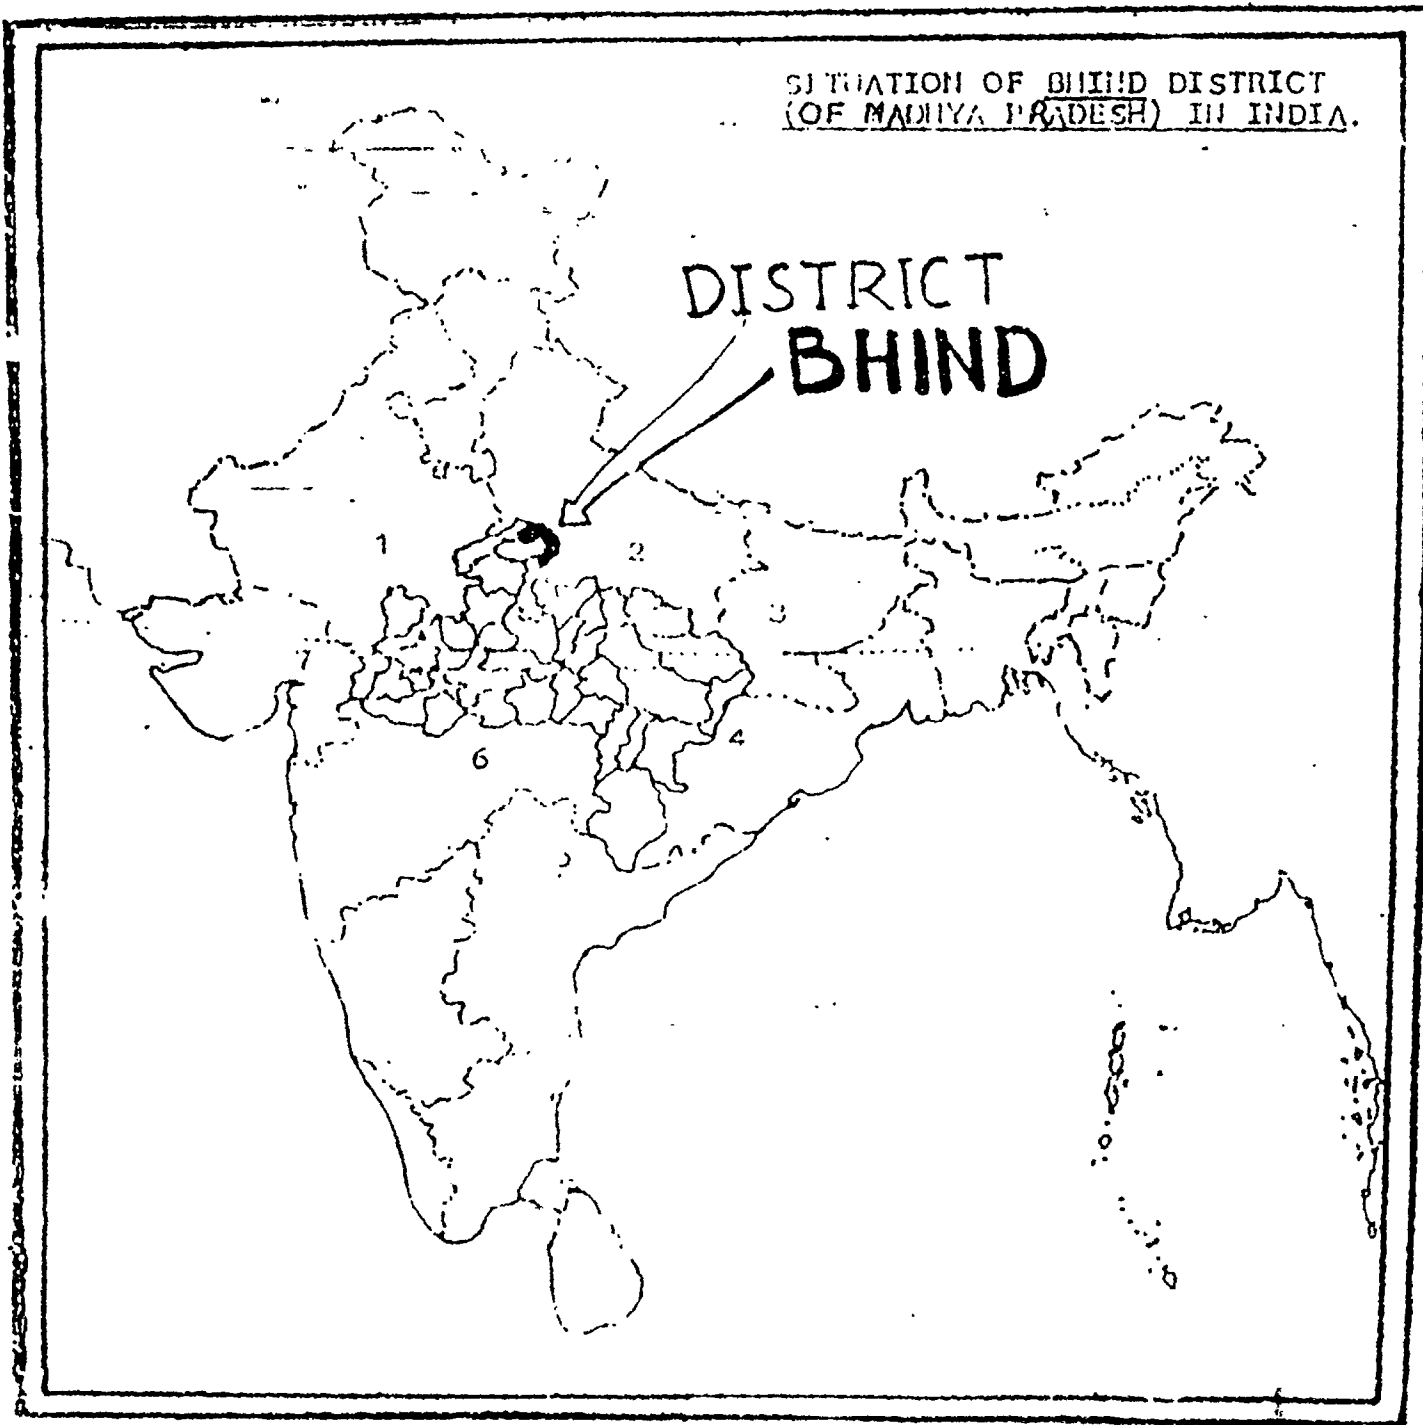 SITUATION OF BHIND DISTRICT
(OF MADHYA PRADESH) IN INDIA.
DISTRICT
BHIND
1
2
3
4
6